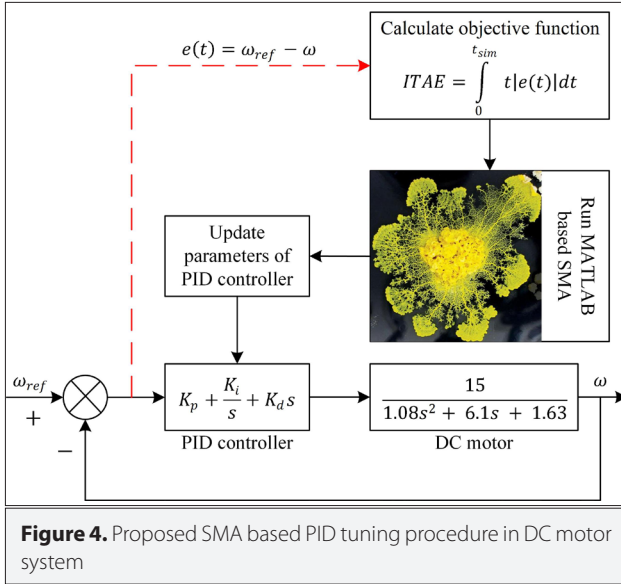 e(t) = ω_ref − ω
Calculate objective function
ITAE = ∫_0^{t_sim} t|e(t)|dt
Run MATLAB
based SMA
Update
parameters of
PID controller
ω_ref
+
−
K_p + K_i/s + K_d s
PID controller
15/(1.08s² + 6.1s + 1.63)
DC motor
ω
Figure 4. Proposed SMA based PID tuning procedure in DC motor
system